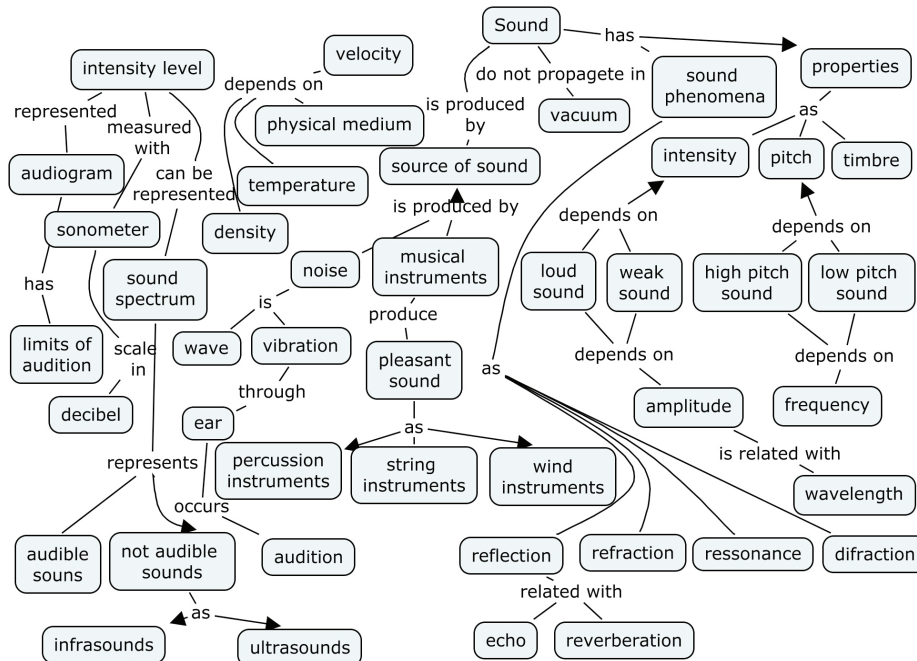 Sound
has
velocity
intensity level
properties
do not propagete in
sound
phenomena
depends on
is produced
by
represented
vacuum
as
physical medium
measured
with
intensity
pitch
timbre
source of sound
audiogram
can be
represented
temperature
is produced by
depends on
sonometer
density
depends on
musical
instruments
noise
loud
sound
weak
sound
high pitch
sound
low pitch
sound
sound
spectrum
has
is
produce
limits of
audition
scale
in
wave
vibration
pleasant
sound
as
depends on
depends on
through
decibel
ear
amplitude
frequency
as
is related with
represents
percussion
instruments
string
instruments
wind
instruments
wavelength
occurs
audible
souns
not audible
sounds
audition
reflection
refraction
ressonance
difraction
related with
as
infrasounds
ultrasounds
echo
reverberation